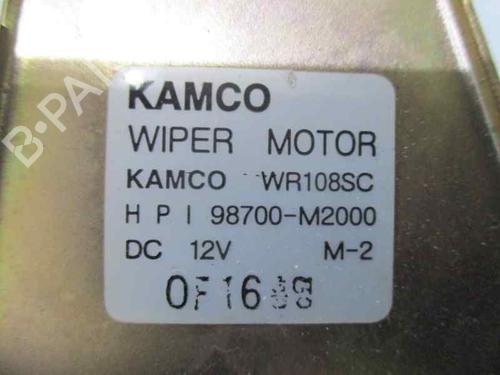 KAMCO
WIPER MOTOR
KAMCO WR108SC
H P I 98700-M2000
DC 12V M-2